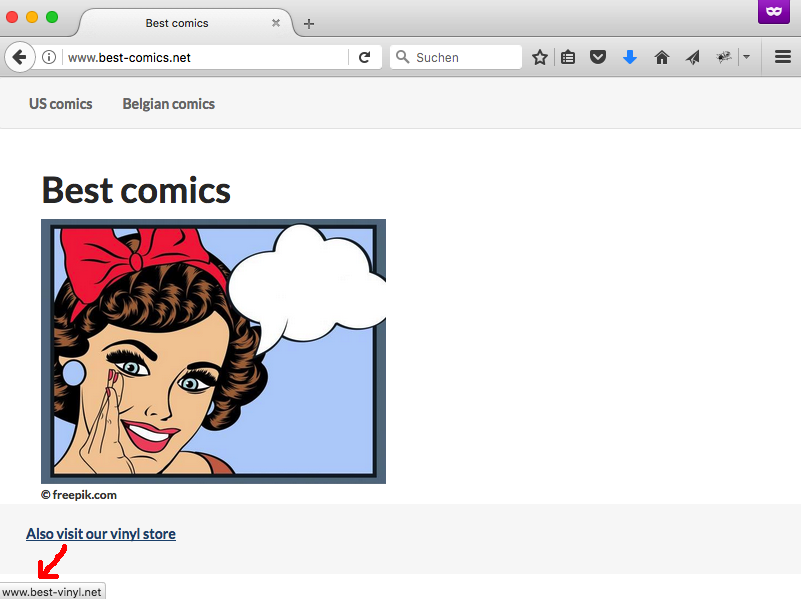 Best comics
www.best-comics.net
Suchen
US comics
Belgian comics
Best comics
© freepik.com
Also visit our vinyl store
www.best-vinyl.net